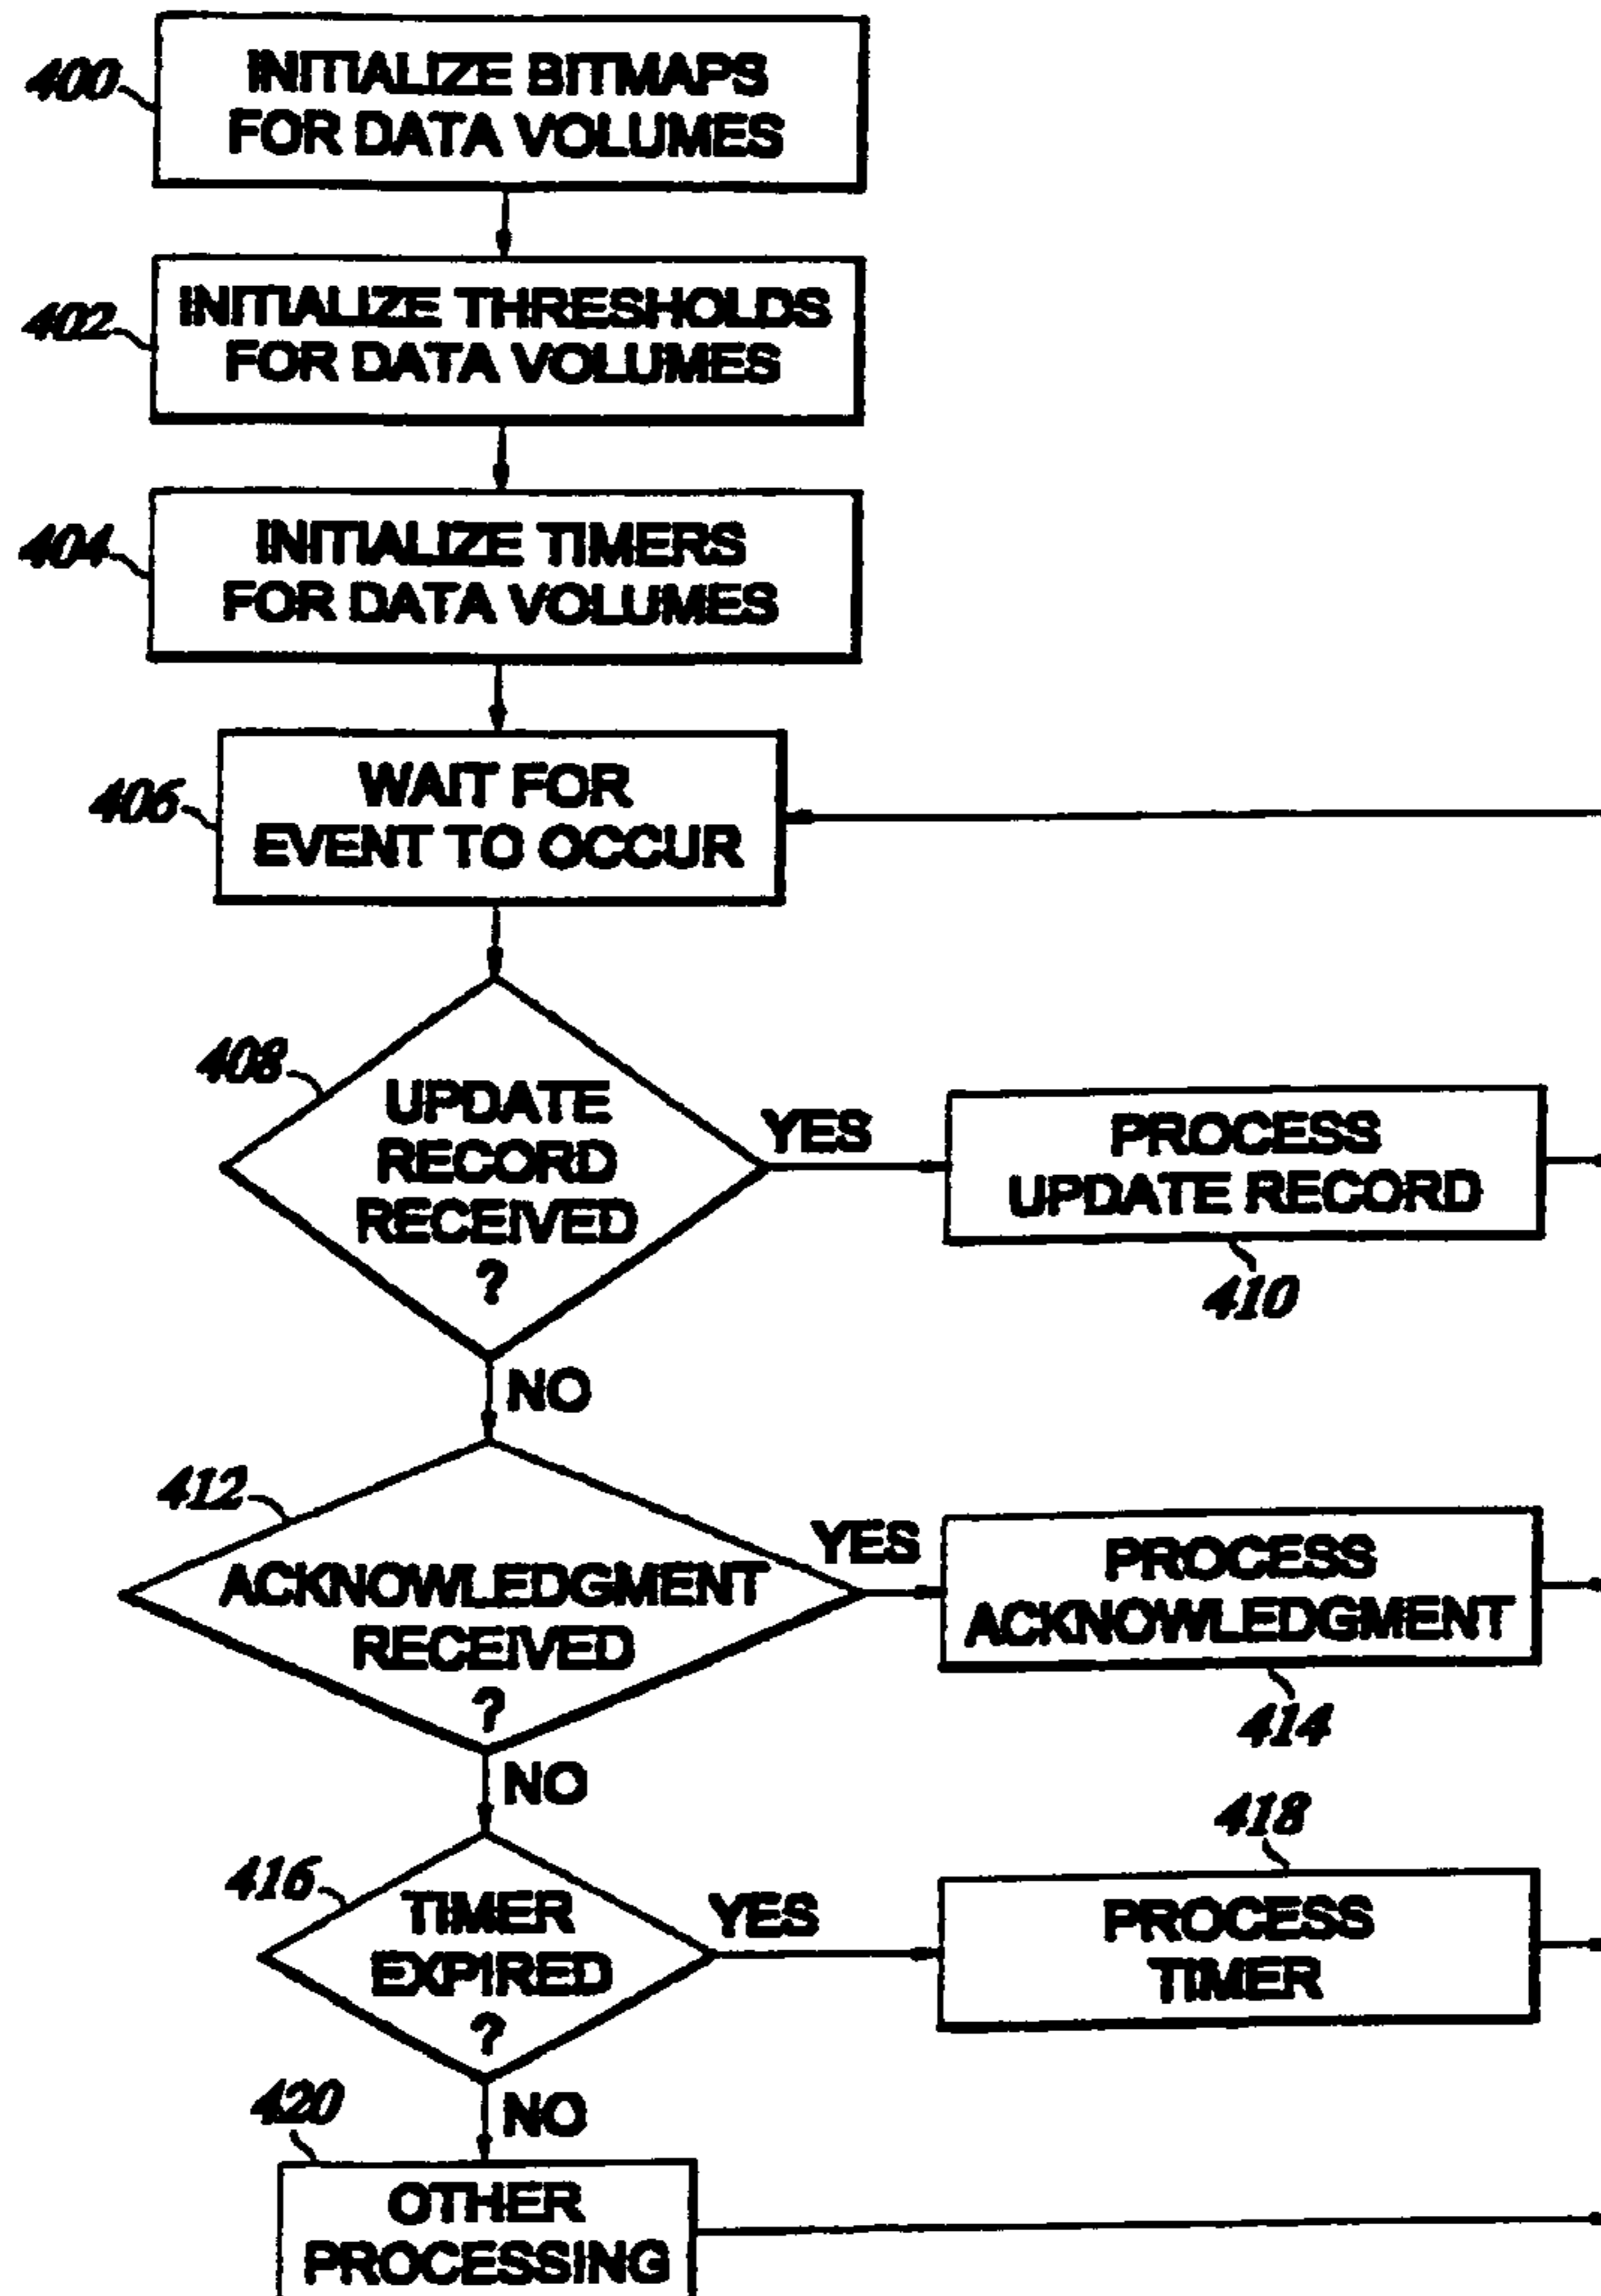 400
INITIALIZE BITMAPS
FOR DATA VOLUMES
402
INITIALIZE THRESHOLDS
FOR DATA VOLUMES
404
INITIALIZE TIMERS
FOR DATA VOLUMES
406
WAIT FOR
EVENT TO OCCUR
408
UPDATE
RECORD
RECEIVED
?
YES
PROCESS
UPDATE RECORD
410
NO
412
ACKNOWLEDGMENT
RECEIVED
?
YES
PROCESS
ACKNOWLEDGMENT
414
NO
416
TIMER
EXPIRED
?
YES
418
PROCESS
TIMER
NO
420
OTHER
PROCESSING